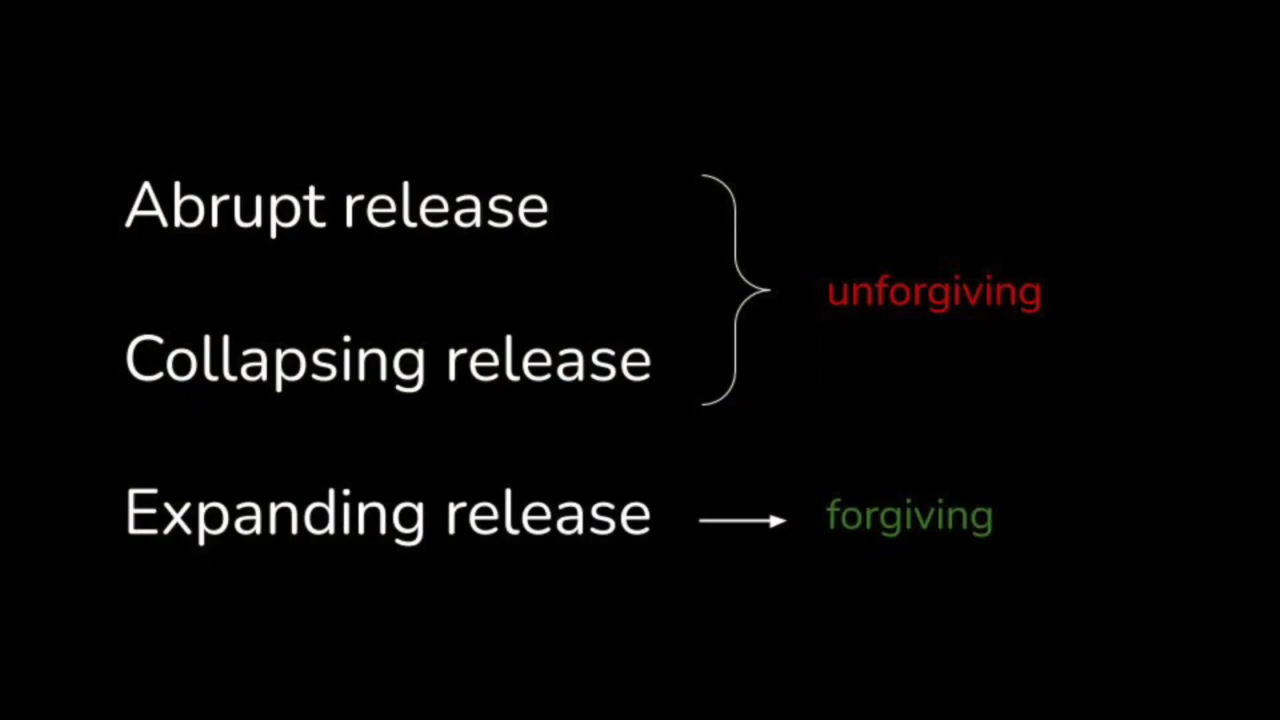 Abrupt release
unforgiving
Collapsing release
Expanding release
forgiving